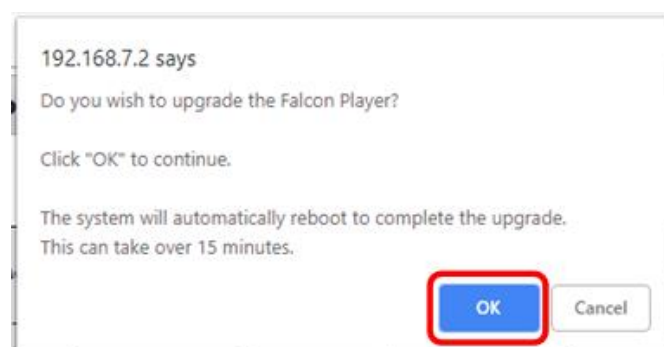 192.168.7.2 says
Do you wish to upgrade the Falcon Player?
Click "OK" to continue.
The system will automatically reboot to complete the upgrade.
This can take over 15 minutes.
OK Cancel